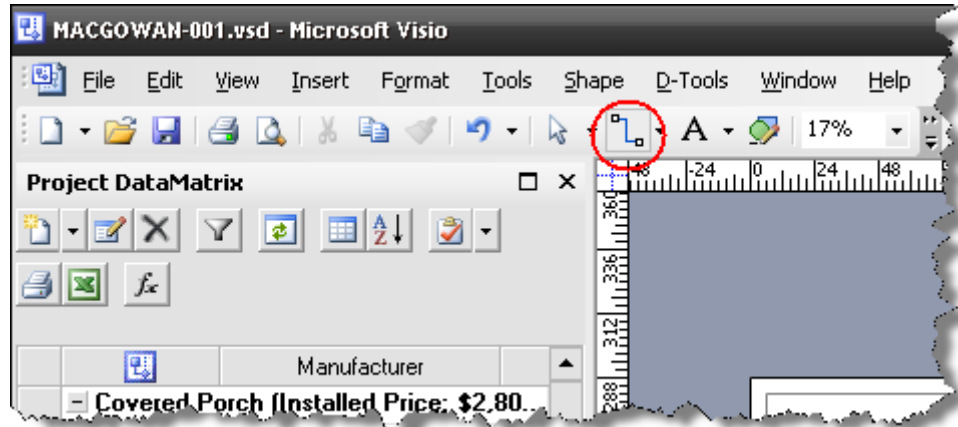 MACGOWAN-001.vsd - Microsoft Visio
File Edit View Insert Format Tools Shape D-Tools Window Help
A 17%
Project DataMatrix
48 -24 0 24 48
A
Z
fx
360
336
312
288
Manufacturer
Covered Porch (Installed Price: $2,80...